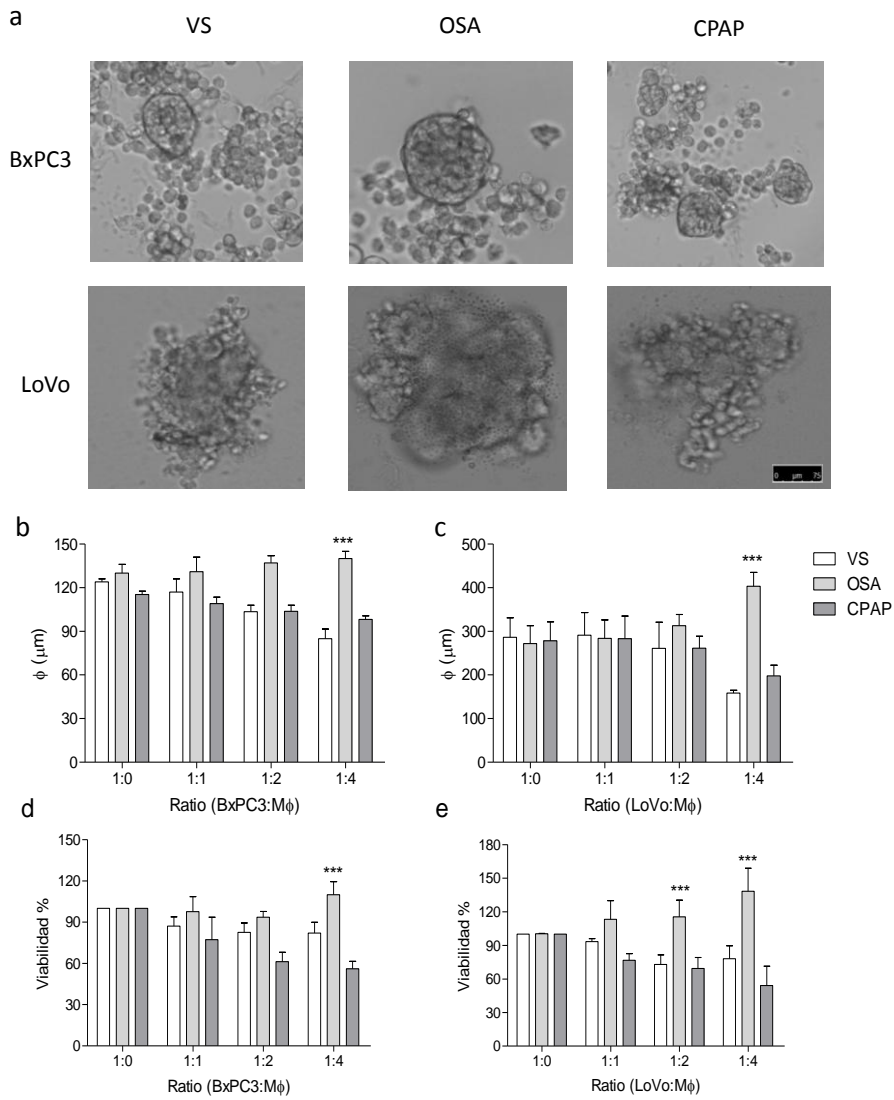 a
VS OSA CPAP
BxPC3
LoVo
0 µm 75
b
150
120
90
60
30
0
ϕ (µm)
***
1:0 1:1 1:2 1:4
Ratio (BxPC3:Mϕ)
c
500
400
300
200
100
0
ϕ (µm)
***
1:0 1:1 1:2 1:4
Ratio (LoVo:Mϕ)
VS
OSA
CPAP
d
150
120
90
60
30
0
Viabilidad %
***
1:0 1:1 1:2 1:4
Ratio (BxPC3:Mϕ)
e
180
150
120
90
60
30
0
Viabilidad %
*** ***
1:0 1:1 1:2 1:4
Ratio (LoVo:Mϕ)